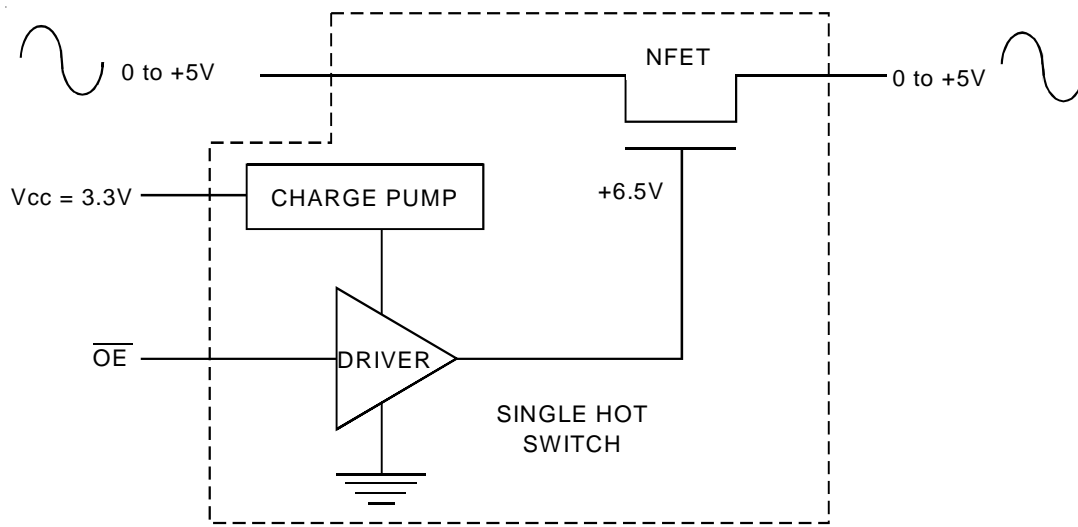 NFET
0 to +5V
0 to +5V
Vcc = 3.3V
CHARGE PUMP
+6.5V
OE
DRIVER
SINGLE HOT
SWITCH